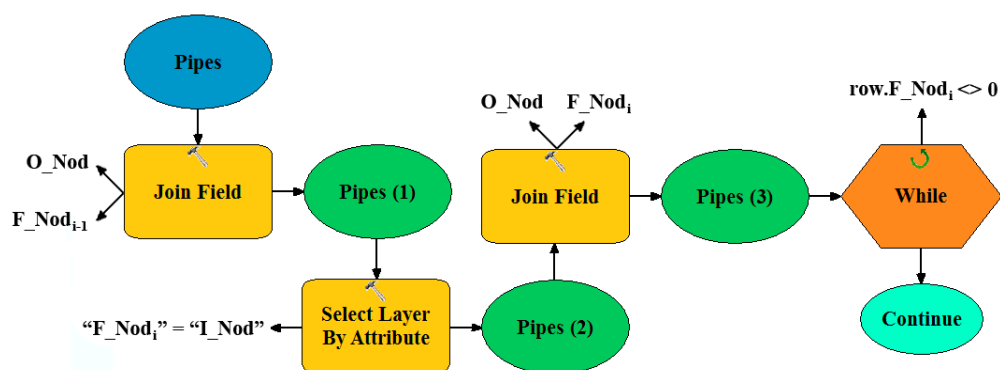 Pipes
O_Nod
F_Nodi-1
Join Field
Pipes (1)
“F_Nodi” = “I_Nod”
Select Layer
By Attribute
Pipes (2)
O_Nod
F_Nodi
Join Field
Pipes (3)
row.F_Nodi <> 0
While
Continue